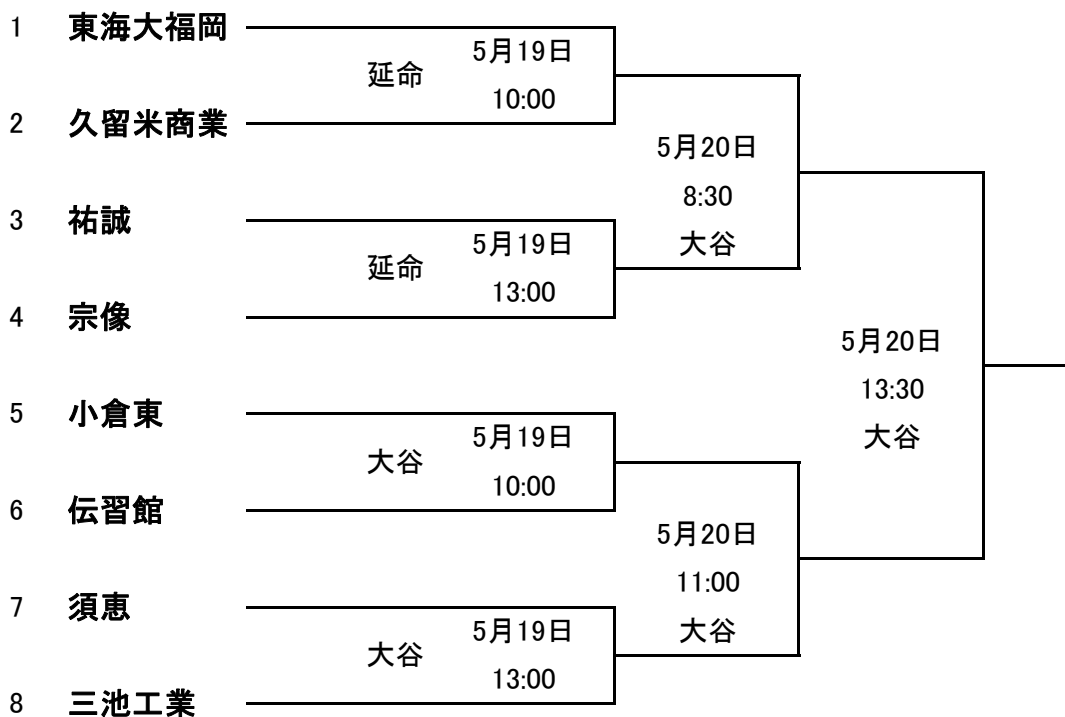 1 東海大福岡
延命
5月19日
10:00
2 久留米商業
5月20日
8:30
大谷
3 祐誠
延命
5月19日
13:00
4 宗像
5月20日
13:30
大谷
5 小倉東
大谷
5月19日
10:00
6 伝習館
5月20日
11:00
大谷
7 須恵
大谷
5月19日
13:00
8 三池工業